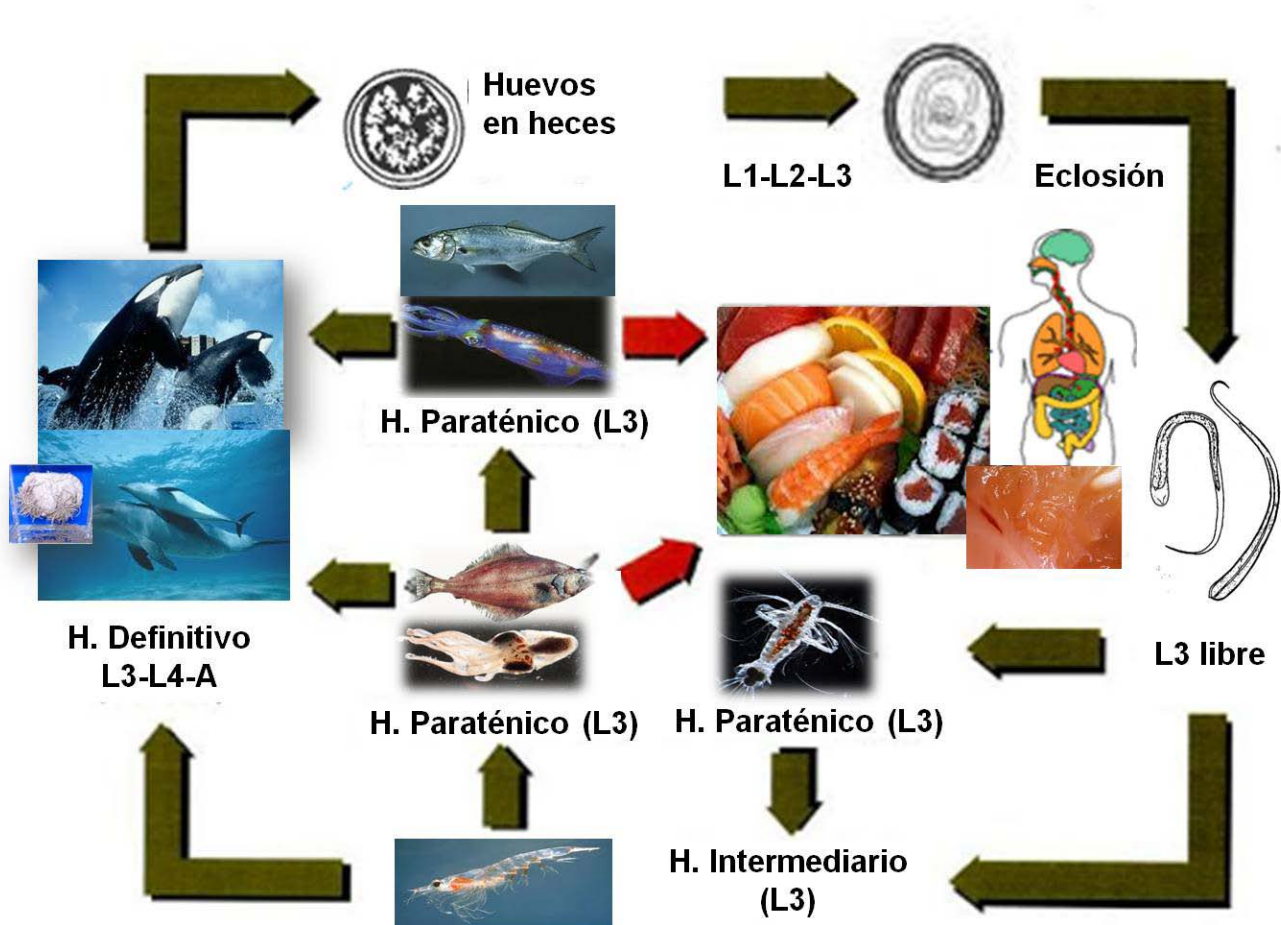 Huevos
en heces
L1-L2-L3
Eclosión
H. Paraténico (L3)
H. Definitivo
L3-L4-A
L3 libre
H. Paraténico (L3)
H. Paraténico (L3)
H. Intermediario
(L3)